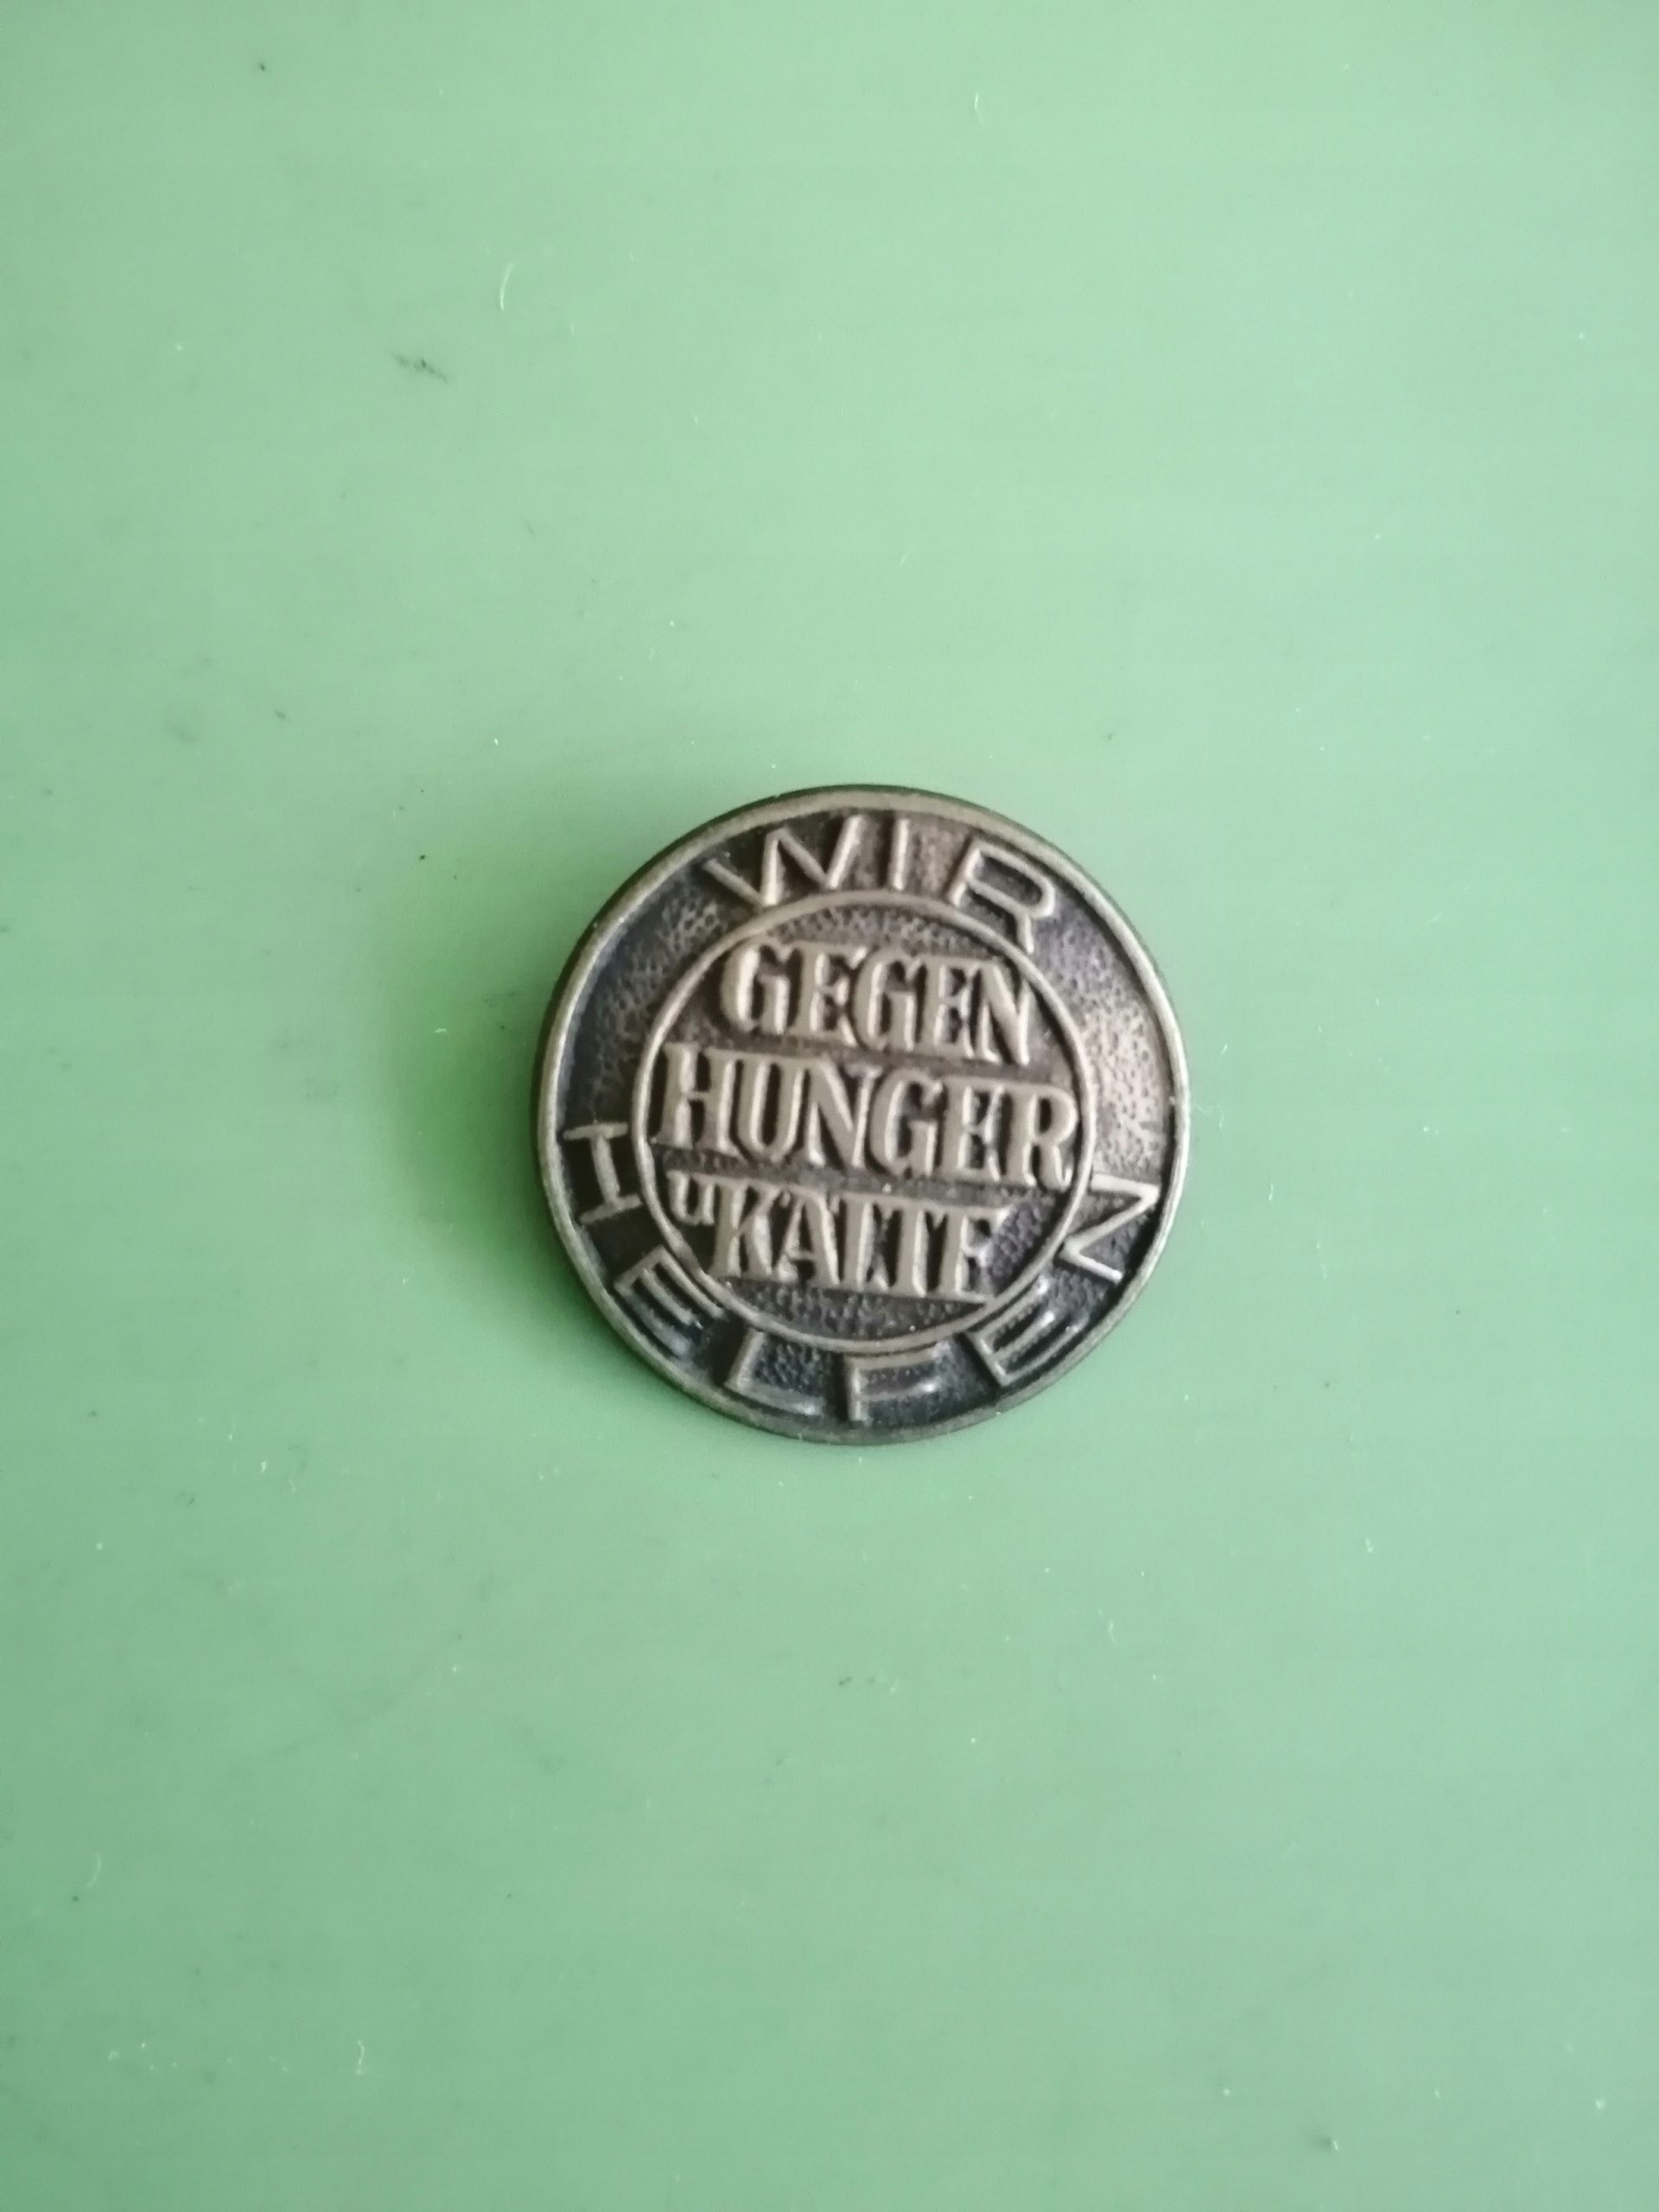 WIR
GEGEN
HUNGER
u KÄLTE
HELFEN